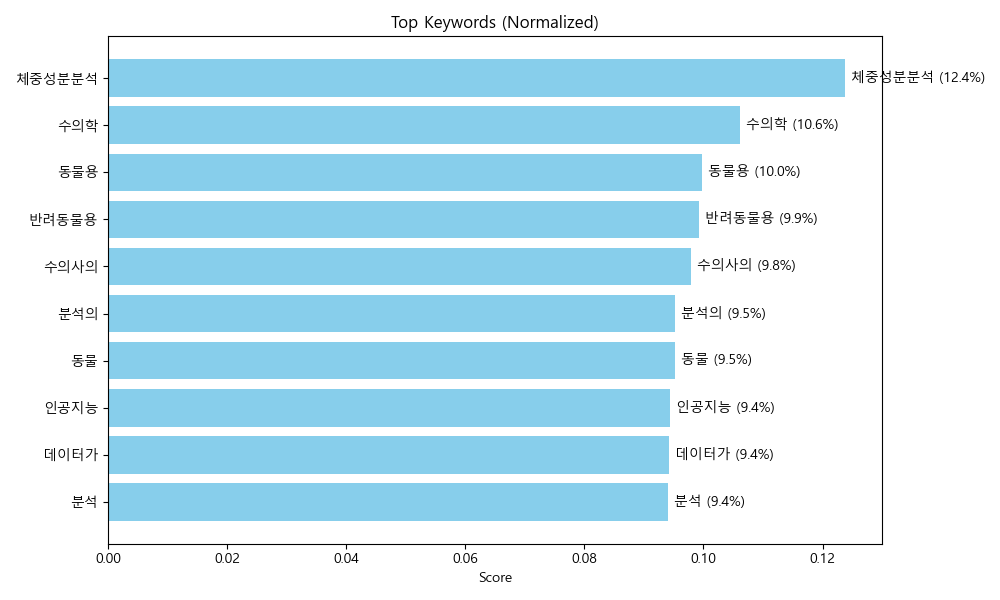 Top Keywords (Normalized)
체중성분분석 체중성분분석 (12.4%)
수의학 수의학 (10.6%)
동물용 동물용 (10.0%)
반려동물용 반려동물용 (9.9%)
수의사의 수의사의 (9.8%)
분석의 분석의 (9.5%)
동물 동물 (9.5%)
인공지능 인공지능 (9.4%)
데이터가 데이터가 (9.4%)
분석 분석 (9.4%)
0.00 0.02 0.04 0.06 0.08 0.10 0.12
Score